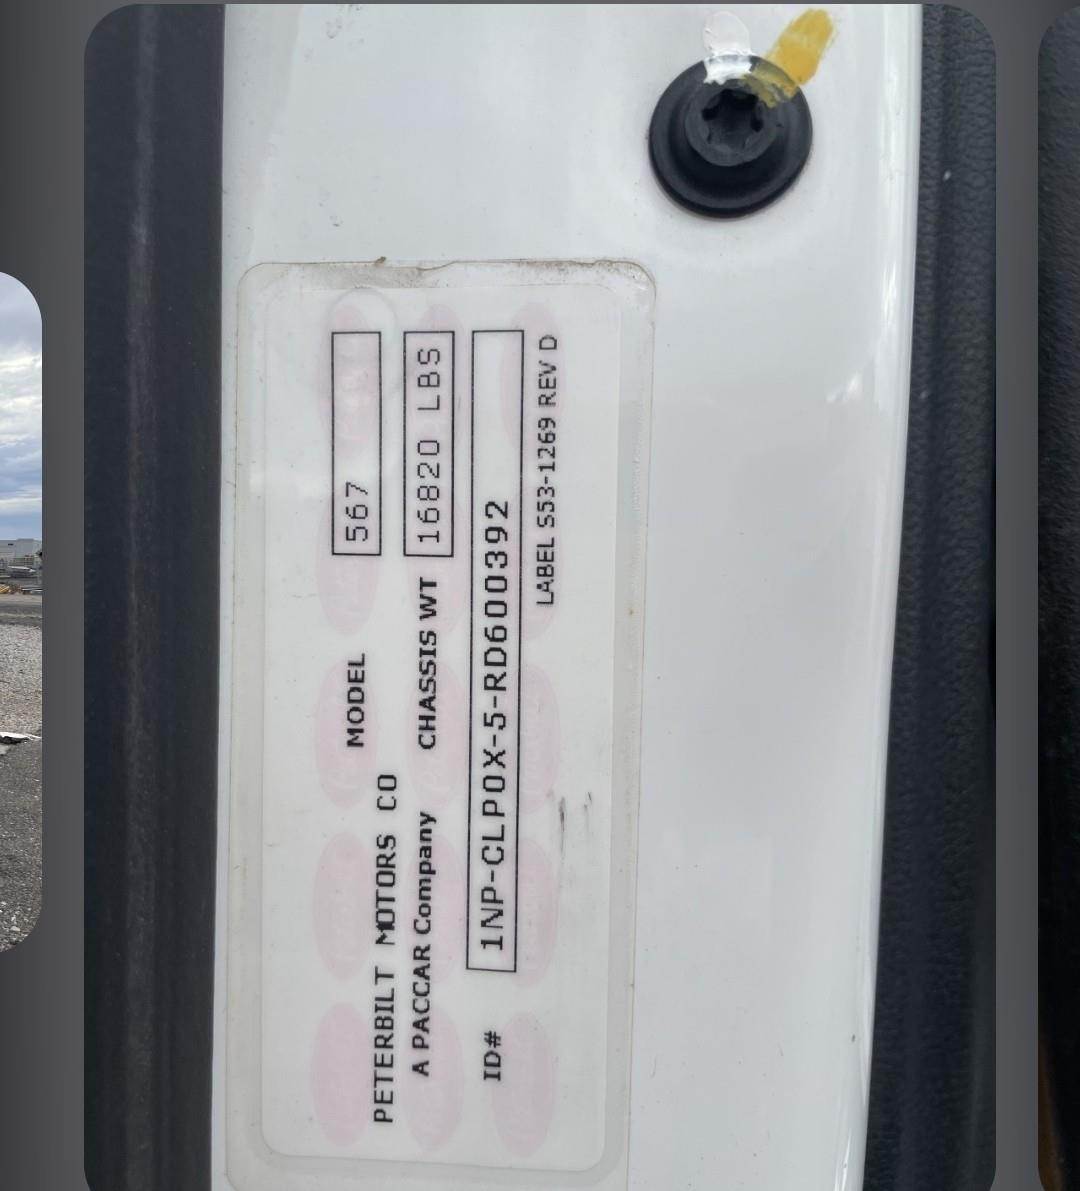 PETERBILT MOTORS CO MODEL 567
A PACCAR Company CHASSIS WT 16820 LBS
ID# 1NP-CLP0X-5-RD600392
LABEL S53-1269 REV D